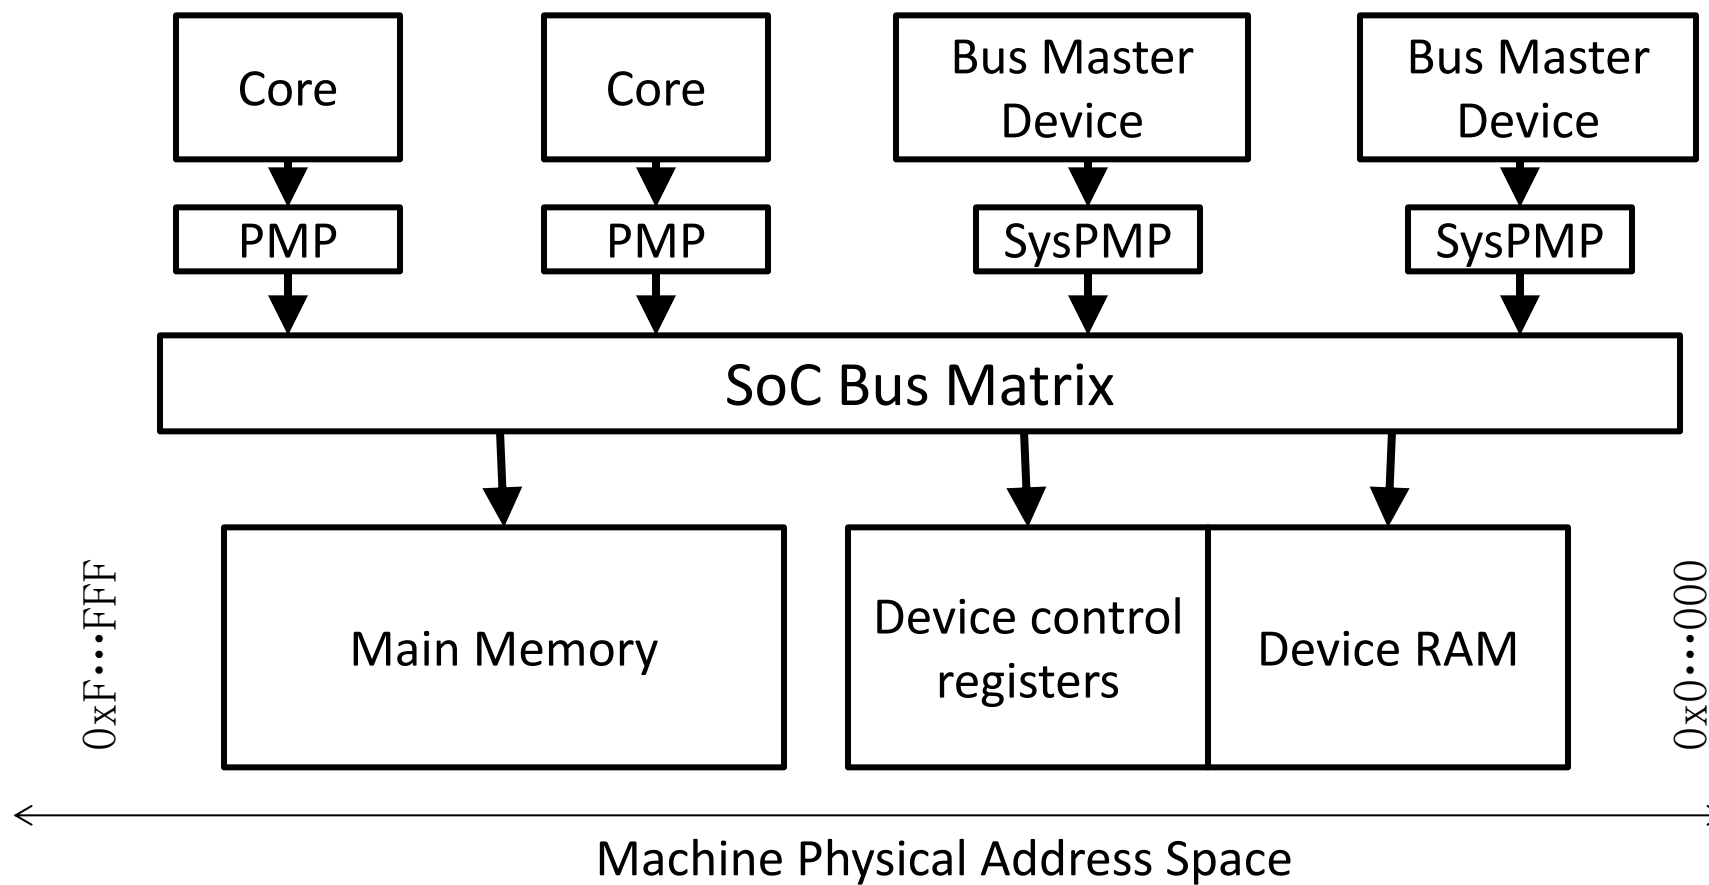 Core
Core
Bus Master
Device
Bus Master
Device
PMP
PMP
SysPMP
SysPMP
SoC Bus Matrix
0xF····FFF
Main Memory
Device control
registers
Device RAM
0x0····000
Machine Physical Address Space